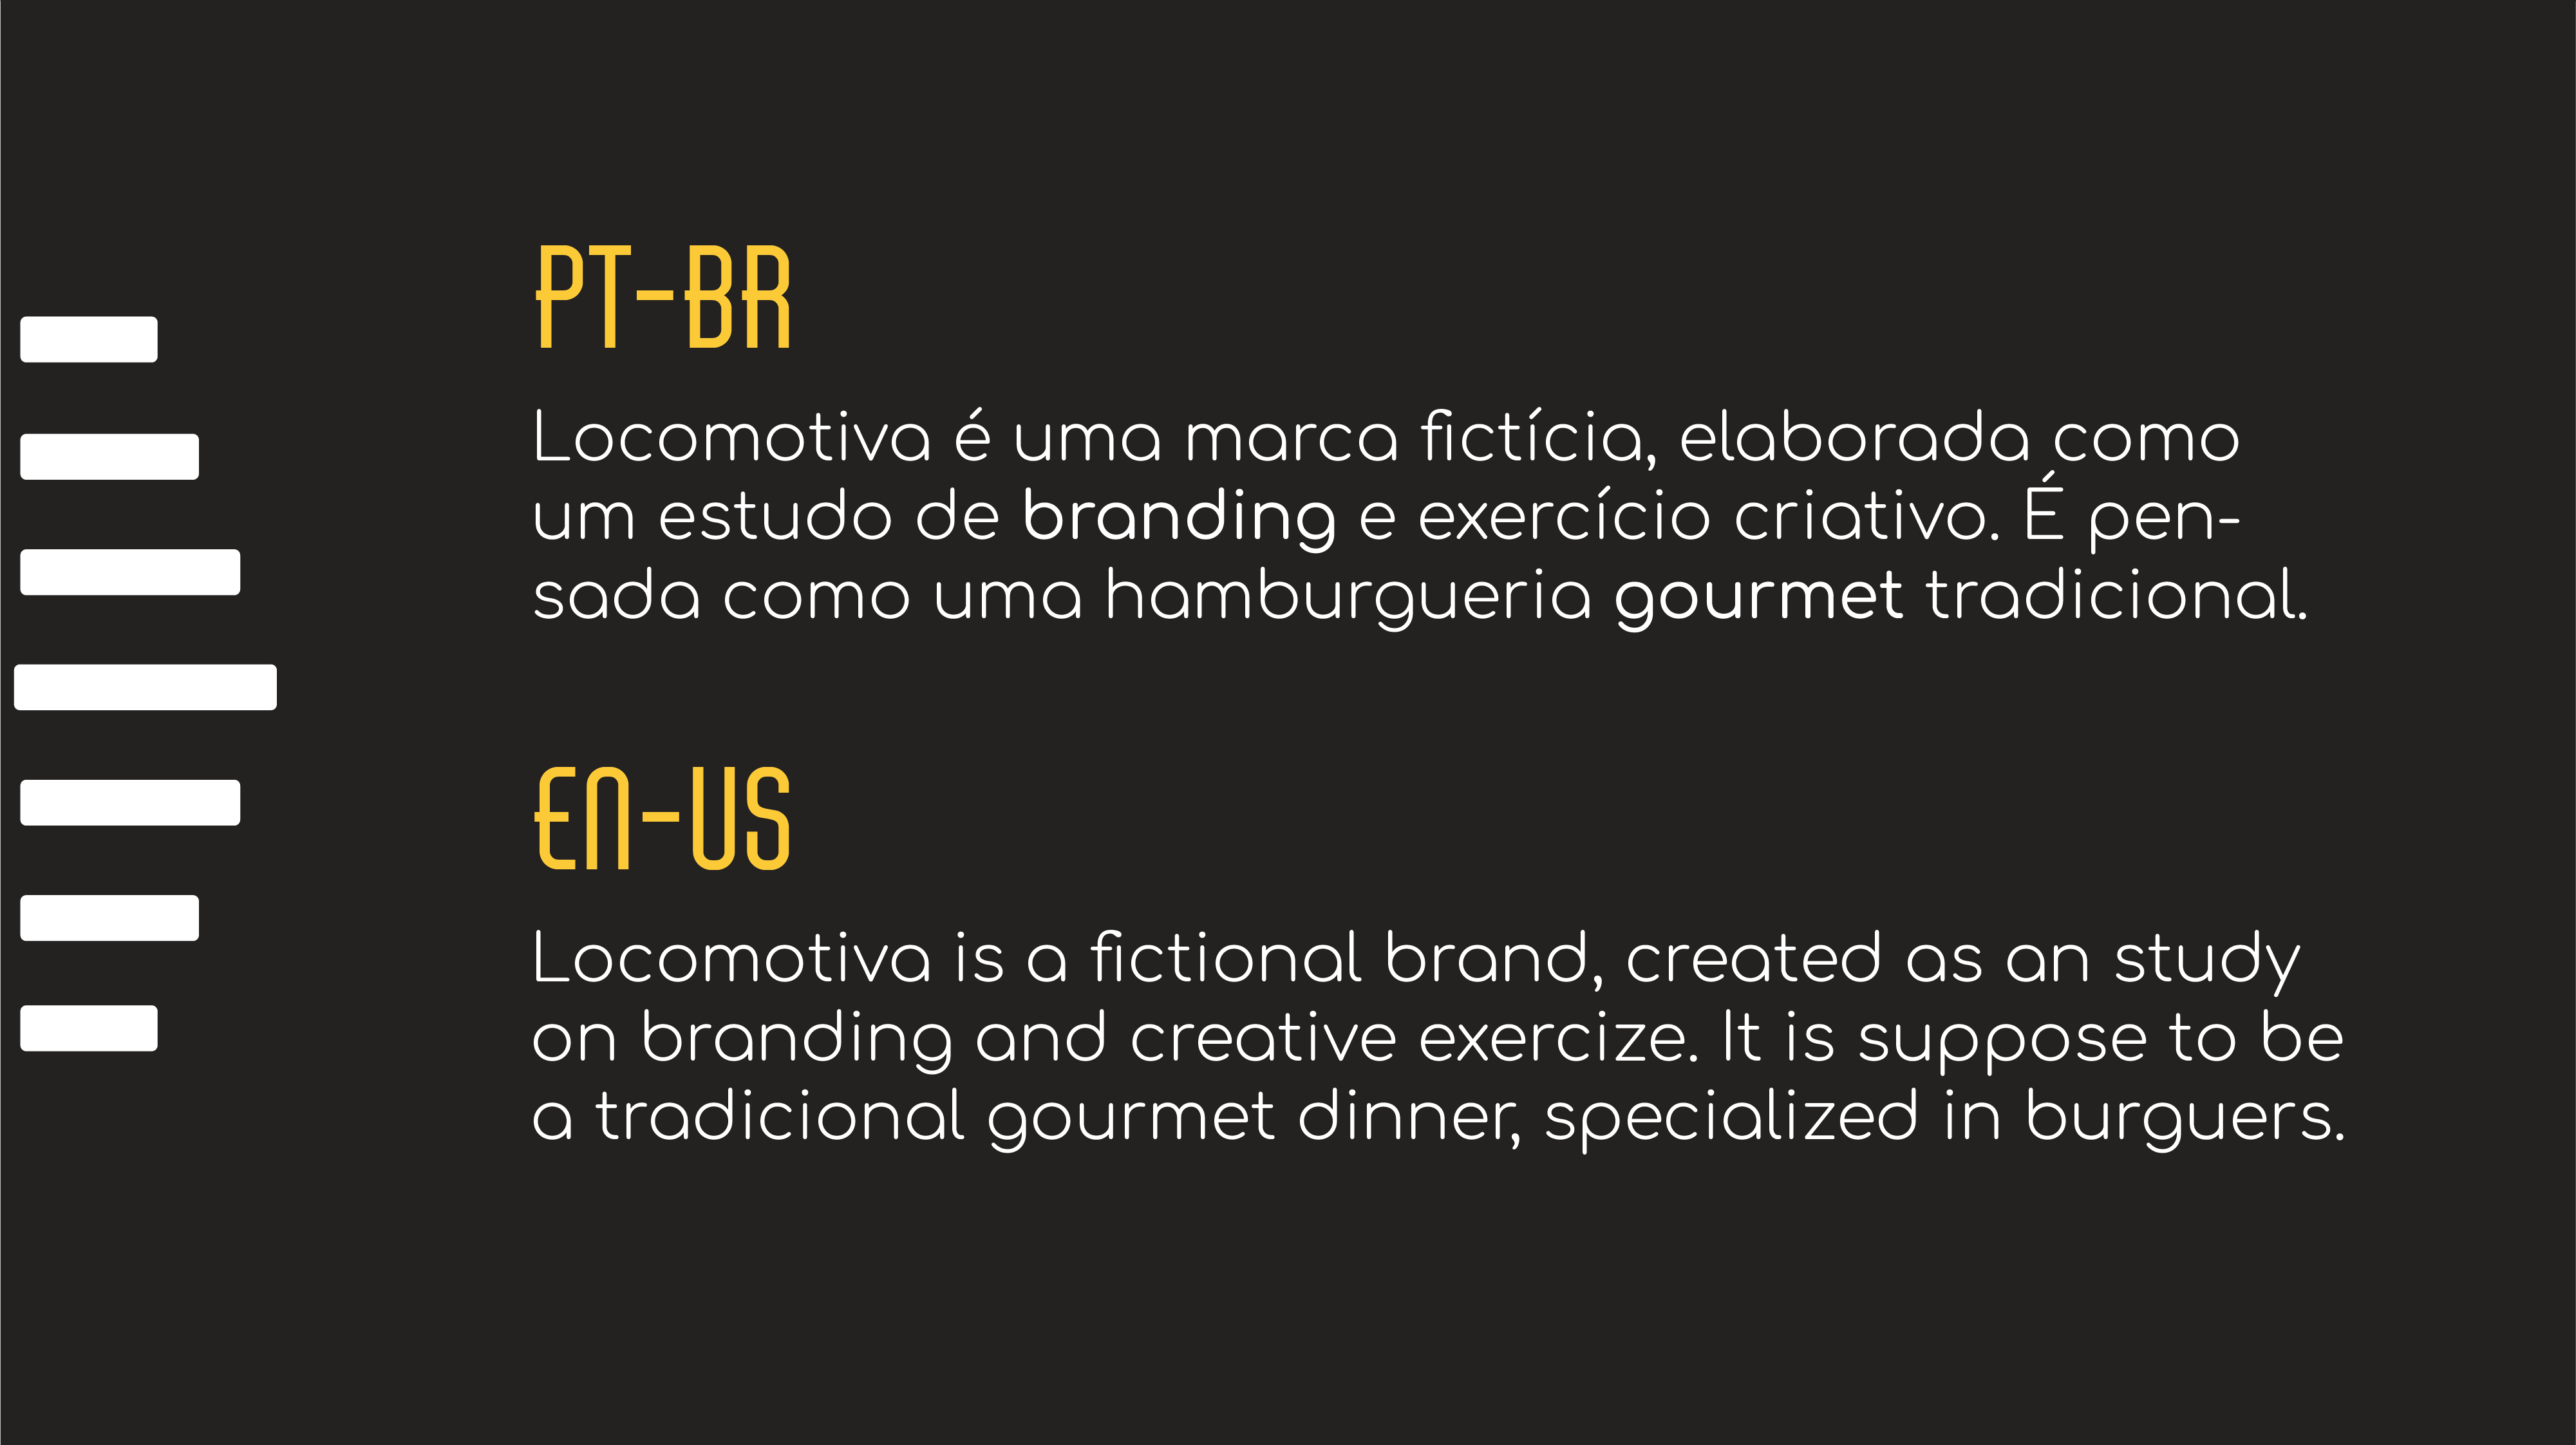 PT-BR
Locomotiva é uma marca fictícia, elaborada como
um estudo de branding e exercício criativo. É pen-
sada como uma hamburgueria gourmet tradicional.
EN-US
Locomotiva is a fictional brand, created as an study
on branding and creative exercize. It is suppose to be
a tradicional gourmet dinner, specialized in burguers.